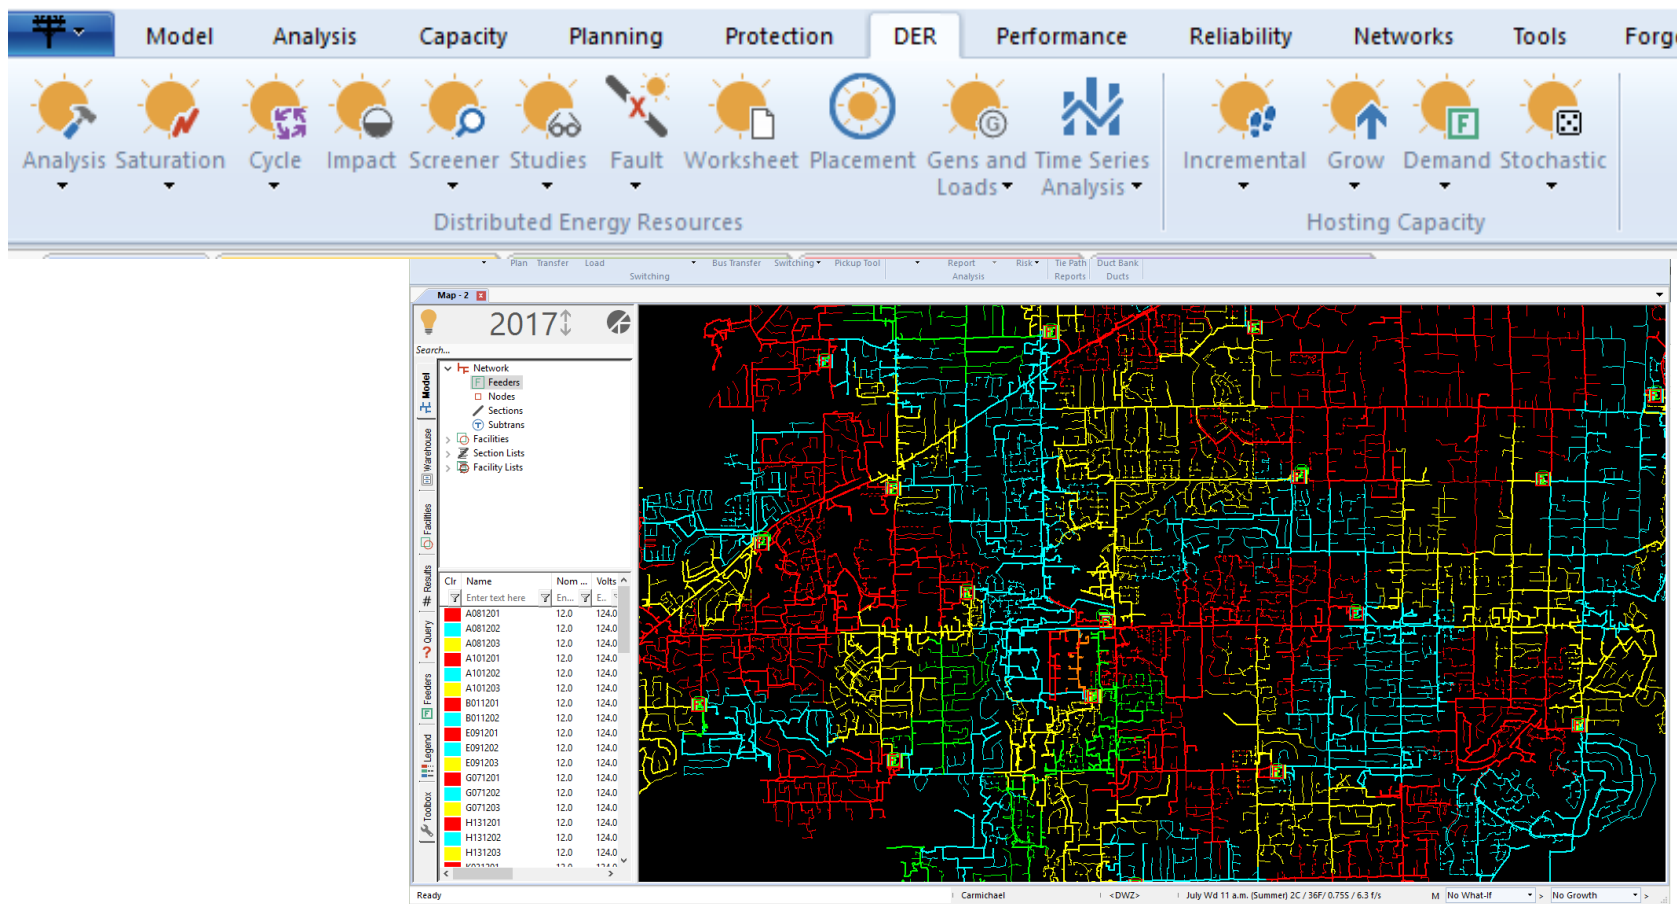 Model Analysis Capacity Planning Protection DER Performance Reliability Networks Tools Forg
Analysis Saturation Cycle Impact Screener Studies Fault Worksheet Placement Gens and Loads Time Series Analysis Incremental Grow Demand Stochastic
Distributed Energy Resources Hosting Capacity
Plan Transfer Load Bus Transfer Switching Pickup Tool Report Risk Tie Path Duct Bank
Switching Analysis Reports Ducts
Map - 2
2017
Search...
Model
Warehouse
Facilities
Results
Query
Feeders
Legend
Toolbox
Network
Feeders
Nodes
Sections
Subtrans
Facilities
Section Lists
Facility Lists
Clr Name Nom ... Volts
Enter text here En... E..
A081201 12.0 124.0
A081202 12.0 124.0
A081203 12.0 124.0
A101201 12.0 124.0
A101202 12.0 124.0
A101203 12.0 124.0
B011201 12.0 124.0
B011202 12.0 124.0
E091201 12.0 124.0
E091202 12.0 124.0
E091203 12.0 124.0
G071201 12.0 124.0
G071202 12.0 124.0
G071203 12.0 124.0
H131201 12.0 124.0
H131202 12.0 124.0
H131203 12.0 124.0
Ready Carmichael <DWZ> July Wd 11 a.m. (Summer) 2C / 36F/ 0.75S / 6.3 f/s M No What-If > No Growth >